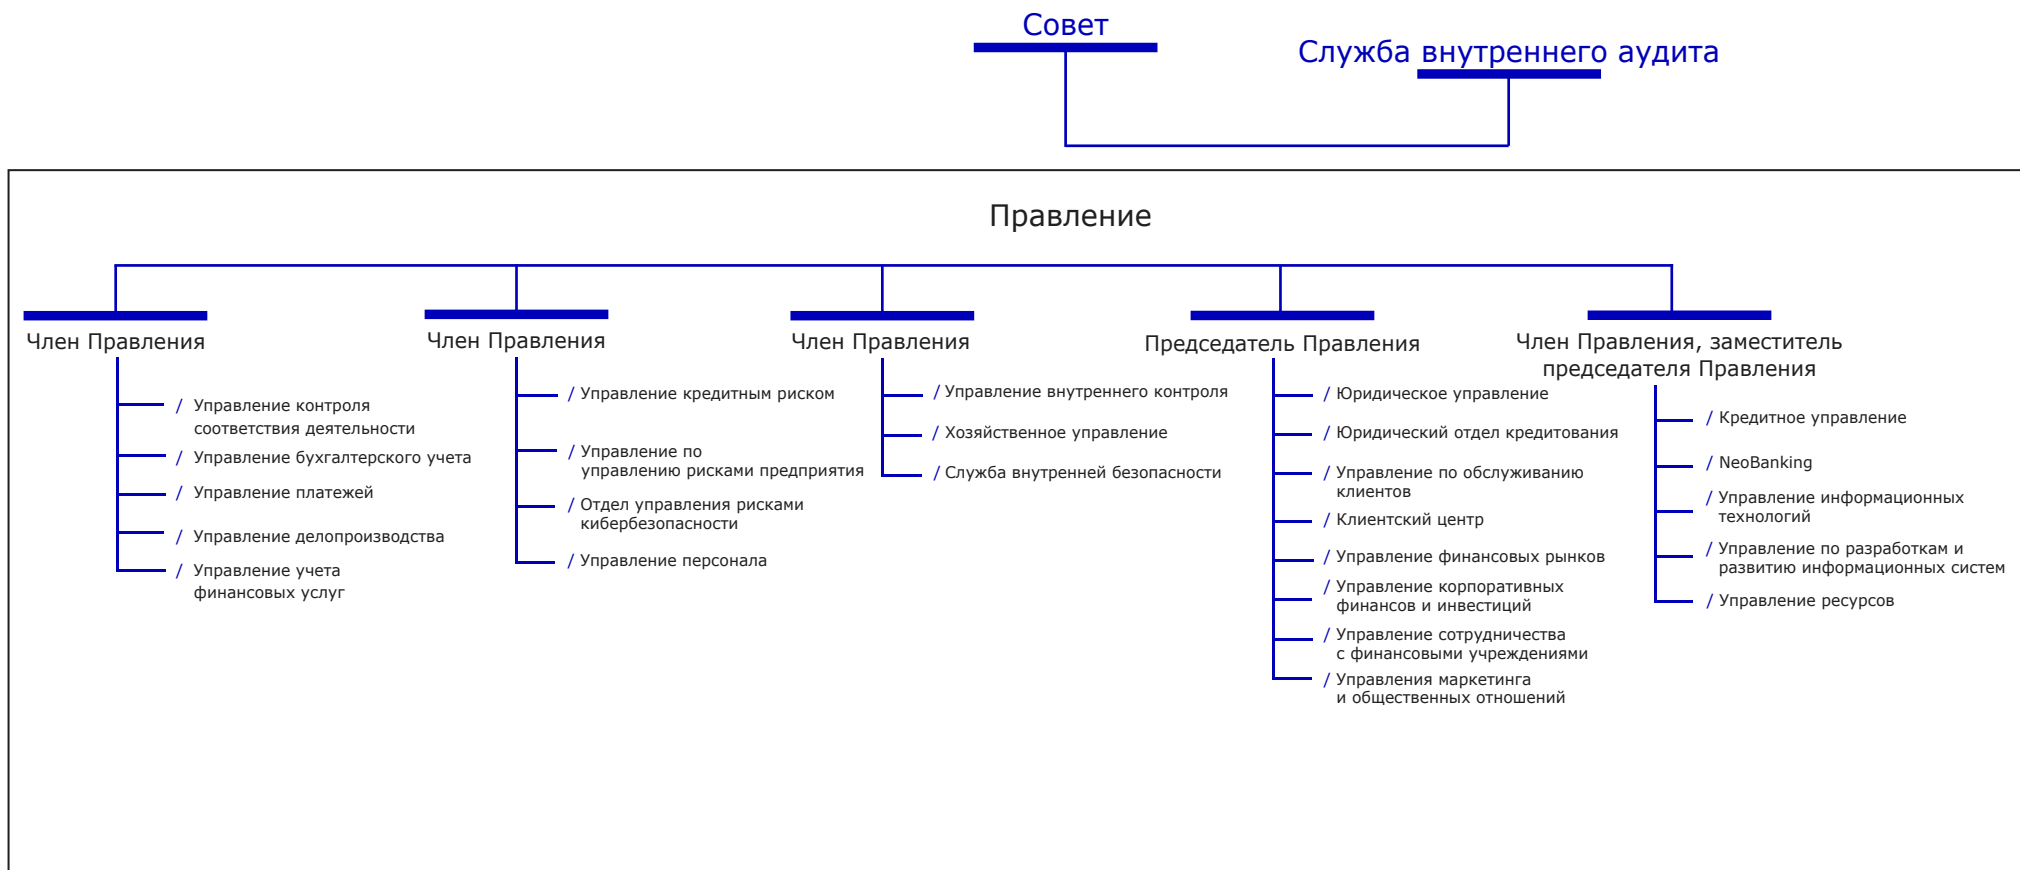 Совет
Служба внутреннего аудита
Правление
Член Правления
/ Управление контроля
соответствия деятельности
/ Управление бухгалтерского учета
/ Управление платежей
/ Управление делопроизводства
/ Управление учета
финансовых услуг
Член Правления
/ Управление кредитным риском
/ Управление по
управлению рисками предприятия
/ Отдел управления рисками
кибербезопасности
/ Управление персонала
Член Правления
/ Управление внутреннего контроля
/ Хозяйственное управление
/ Служба внутренней безопасности
Председатель Правления
/ Юридическое управление
/ Юридический отдел кредитования
/ Управление по обслуживанию
клиентов
/ Клиентский центр
/ Управление финансовых рынков
/ Управление корпоративных
финансов и инвестиций
/ Управление сотрудничества
с финансовыми учреждениями
/ Управления маркетинга
и общественных отношений
Член Правления, заместитель
председателя Правления
/ Кредитное управление
/ NeoBanking
/ Управление информационных
технологий
/ Управление по разработкам и
развитию информационных систем
/ Управление ресурсов